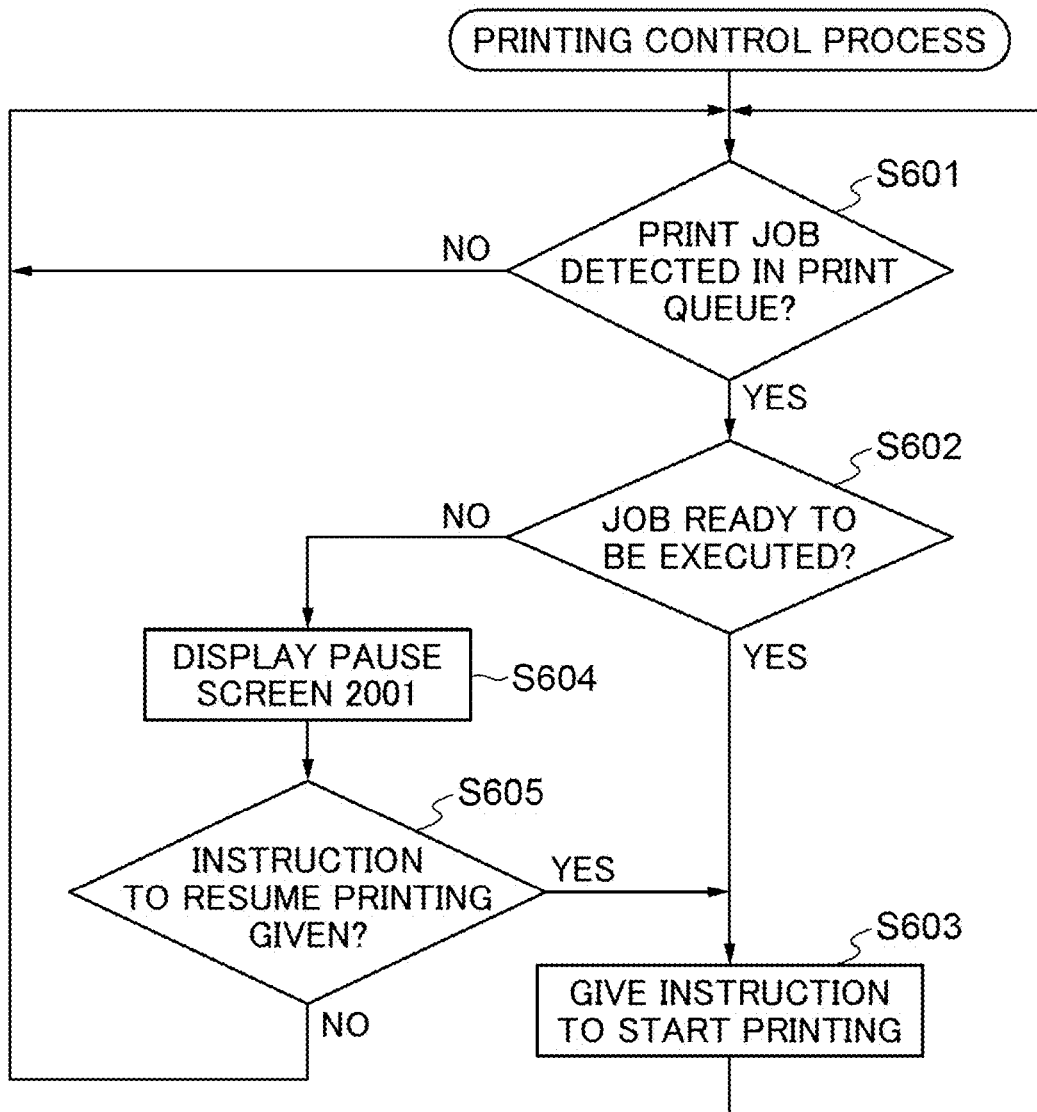 PRINTING CONTROL PROCESS
S601
PRINT JOB
DETECTED IN PRINT
QUEUE?
NO
YES
S602
JOB READY TO
BE EXECUTED?
NO
YES
DISPLAY PAUSE
SCREEN 2001
S604
S605
INSTRUCTION
TO RESUME PRINTING
GIVEN?
YES
NO
S603
GIVE INSTRUCTION
TO START PRINTING